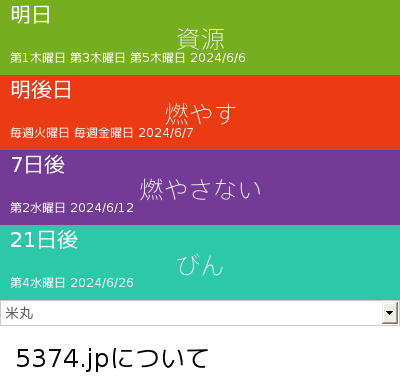 明日
資源
第1木曜日 第3木曜日 第5木曜日 2024/6/6
明後日
燃やす
毎週火曜日 毎週金曜日 2024/6/7
7日後
燃やさない
第2水曜日 2024/6/12
21日後
びん
第4水曜日 2024/6/26
米丸
5374.jpについて